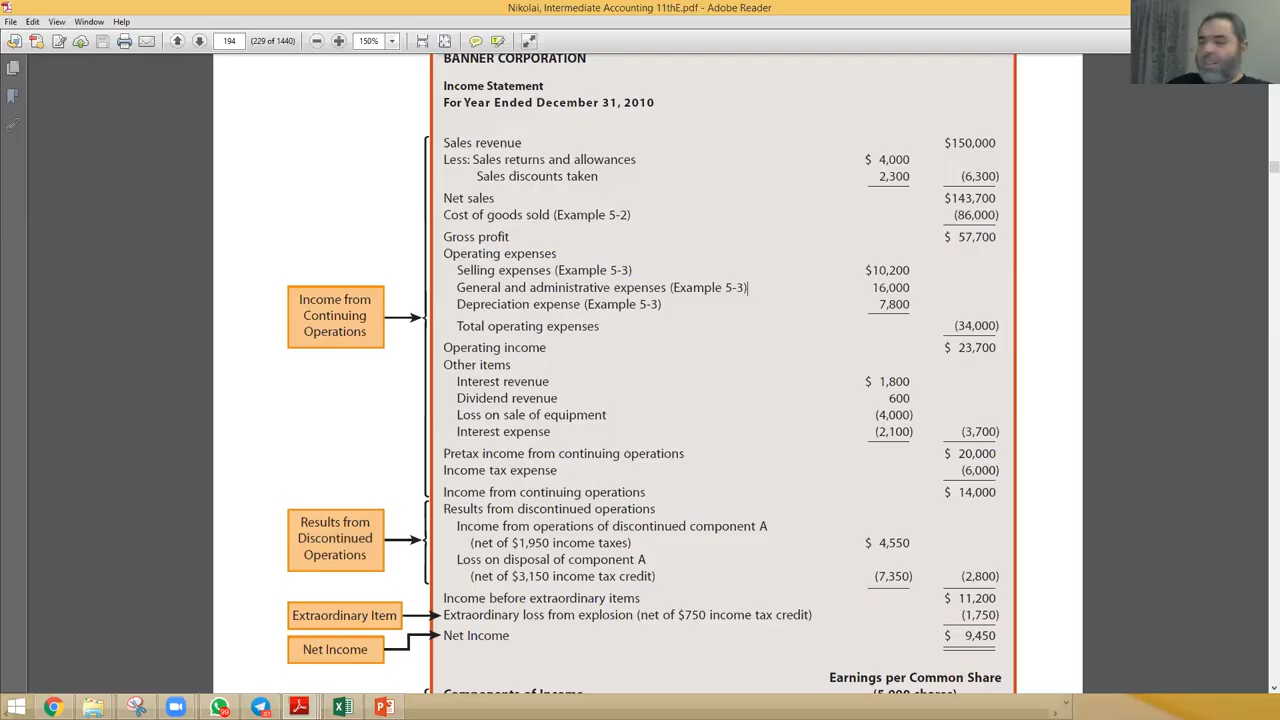 Nikolai, Intermediate Accounting 11thE.pdf - Adobe Reader
File Edit View Window Help
194 (229 of 1440) 150%
BANNER CORPORATION
Income Statement
For Year Ended December 31, 2010
Sales revenue $150,000
Less: Sales returns and allowances $ 4,000
Sales discounts taken 2,300 (6,300)
Net sales $143,700
Cost of goods sold (Example 5-2) (86,000)
Gross profit $ 57,700
Operating expenses
Selling expenses (Example 5-3) $10,200
General and administrative expenses (Example 5-3) 16,000
Depreciation expense (Example 5-3) 7,800
Total operating expenses (34,000)
Operating income $ 23,700
Other items
Interest revenue $ 1,800
Dividend revenue 600
Loss on sale of equipment (4,000)
Interest expense (2,100) (3,700)
Pretax income from continuing operations $ 20,000
Income tax expense (6,000)
Income from continuing operations $ 14,000
Results from discontinued operations
Income from operations of discontinued component A
(net of $1,950 income taxes) $ 4,550
Loss on disposal of component A
(net of $3,150 income tax credit) (7,350) (2,800)
Income before extraordinary items $ 11,200
Extraordinary loss from explosion (net of $750 income tax credit) (1,750)
Net Income $ 9,450
Income from
Continuing
Operations
Results from
Discontinued
Operations
Extraordinary Item
Net Income
Earnings per Common Share
Components of Income (5,000 shares)
99